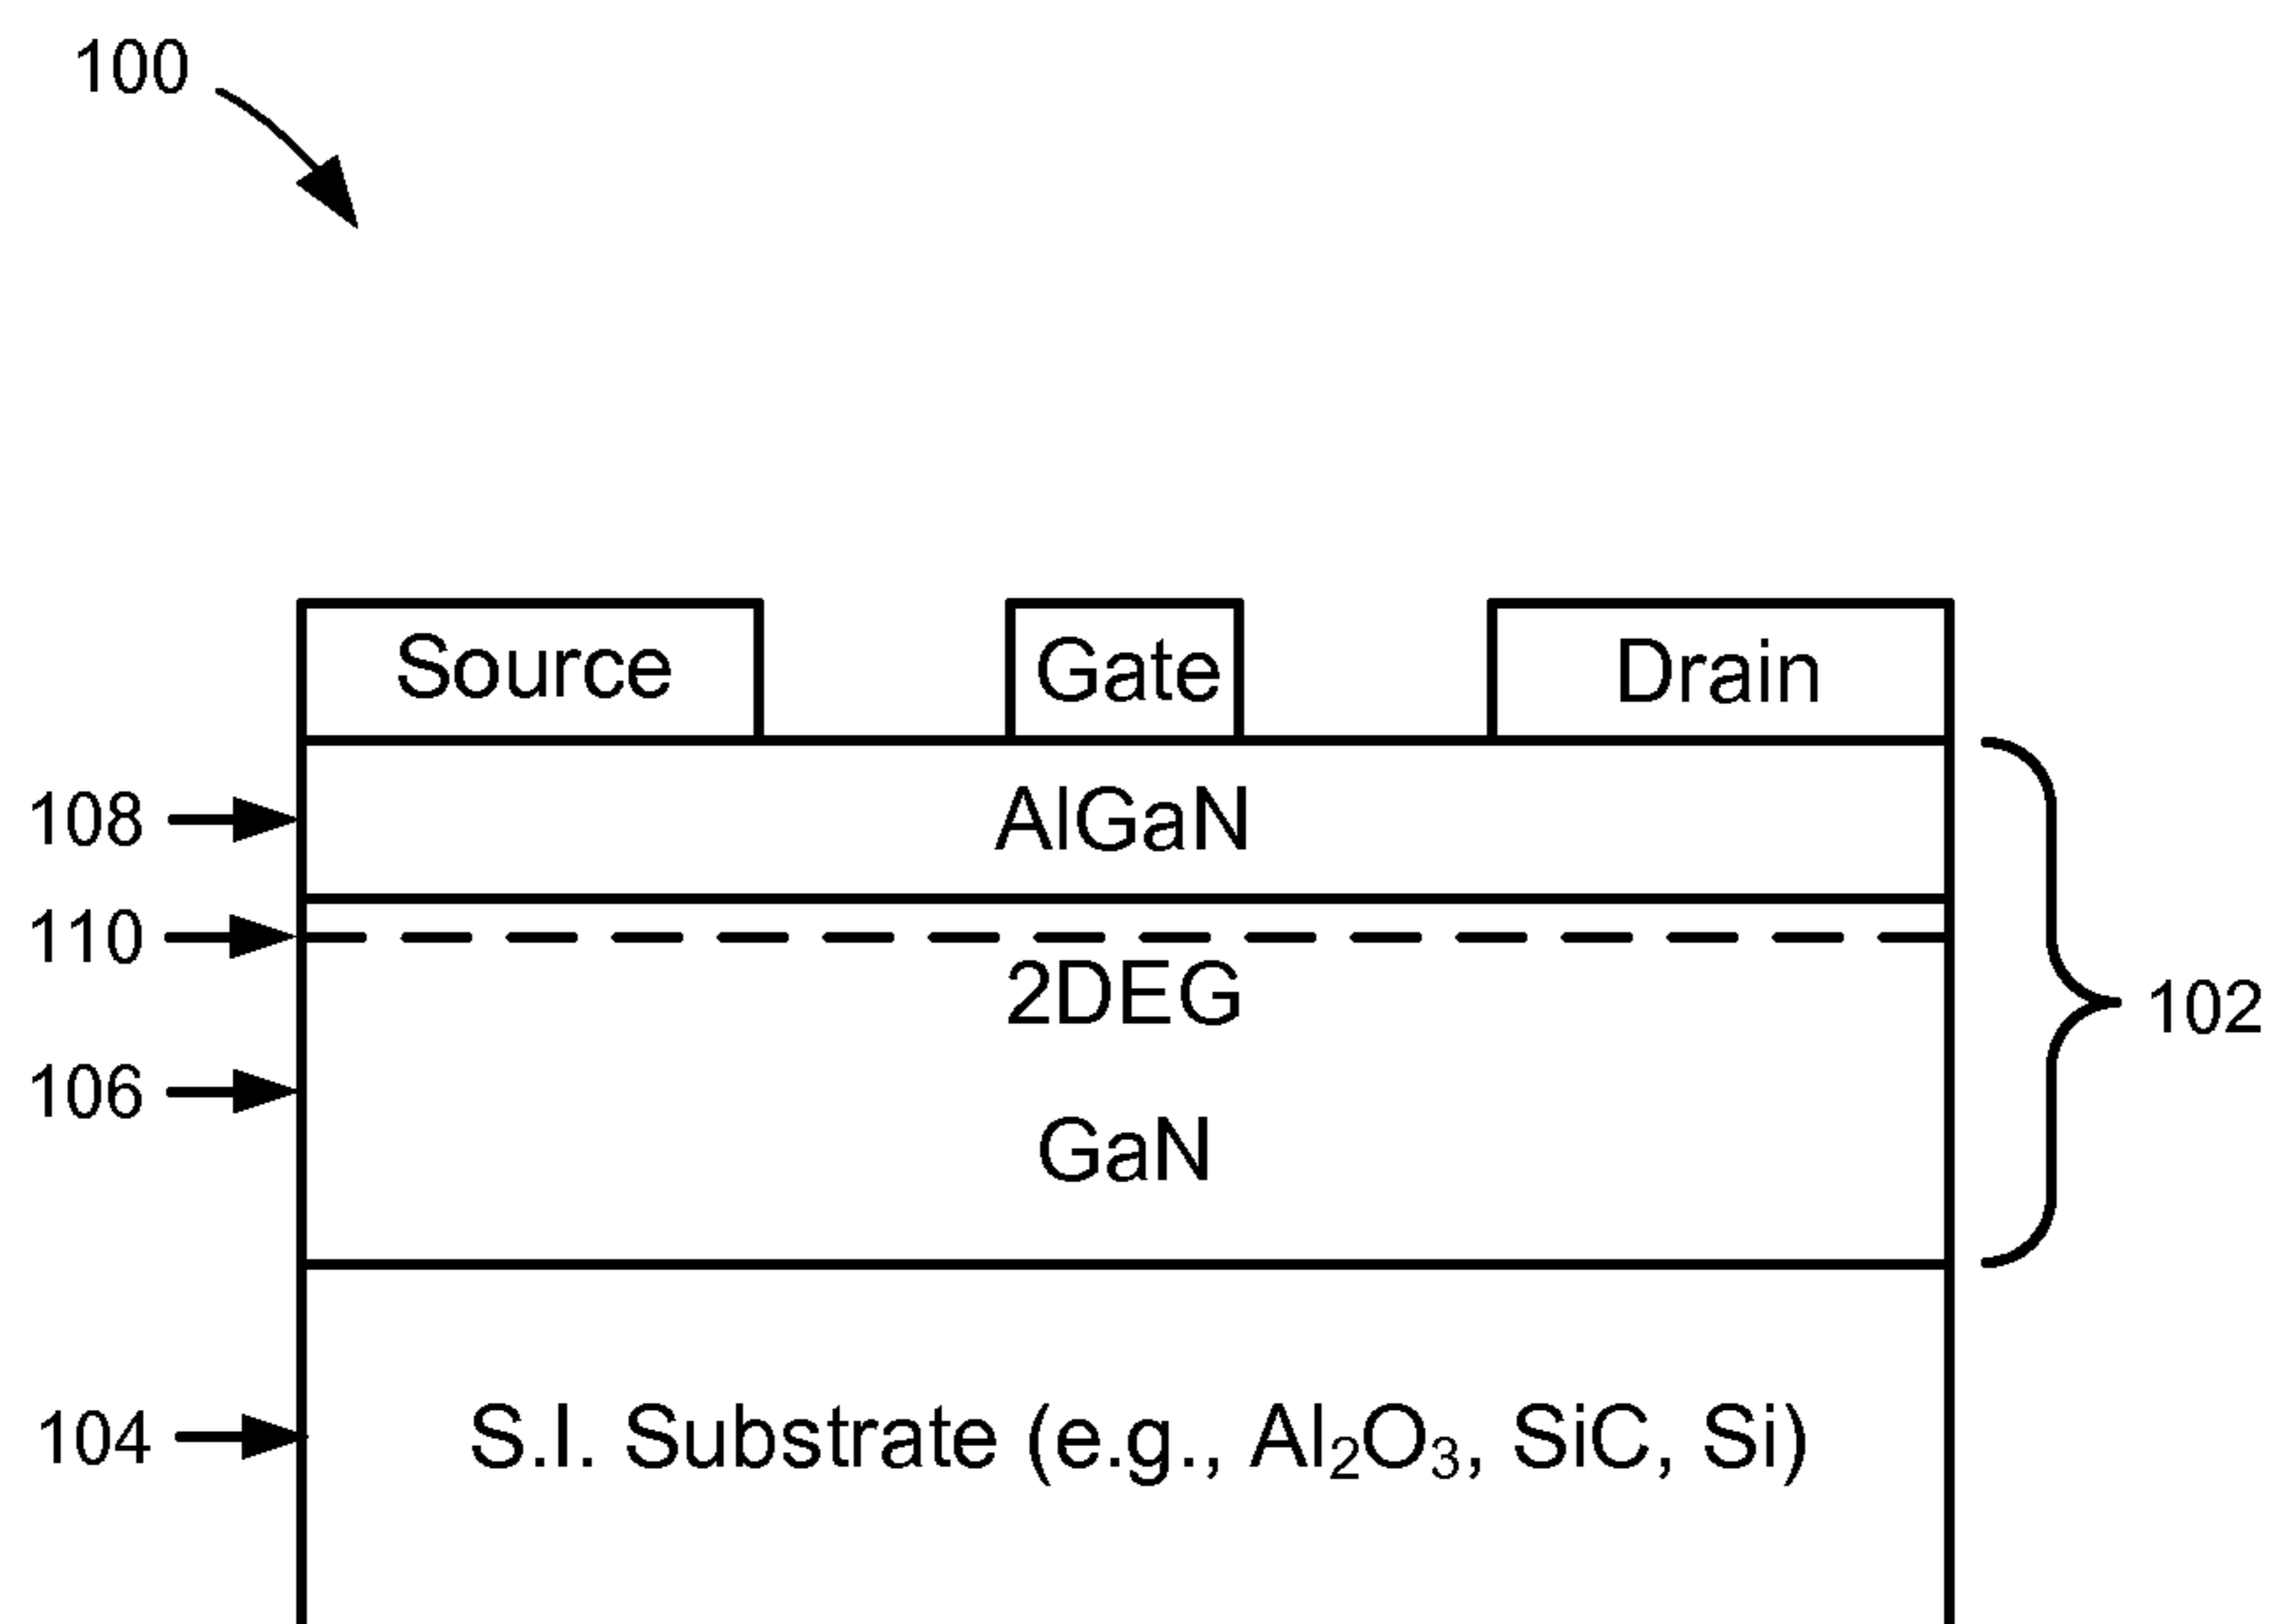 100
Source Gate Drain
108 AlGaN
110
2DEG
102
106
GaN
104 S.I. Substrate (e.g., Al₂O₃, SiC, Si)